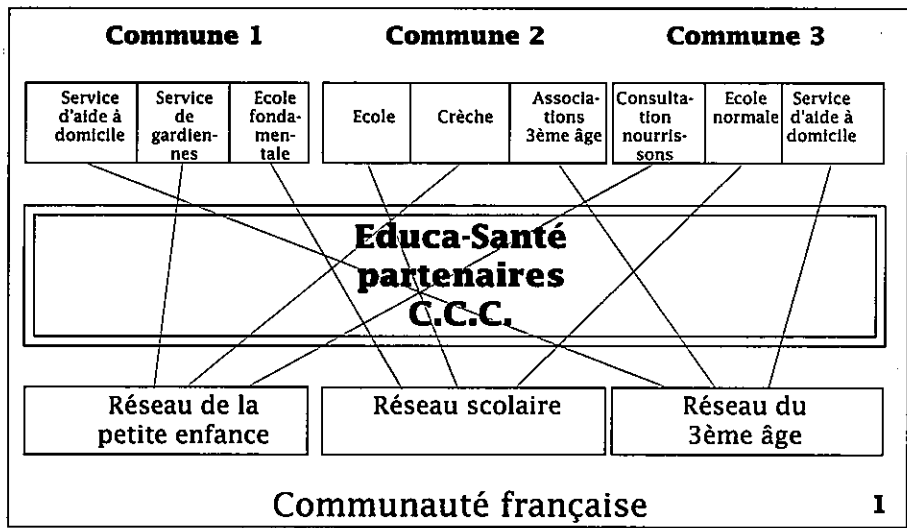 Commune 1 Commune 2 Commune 3
Service
d'aide à
domicile
Service
de
gardien-
nes
Ecole
fonda-
men-
tale
Ecole
Crèche
Associa-
tions
3ème âge
Consulta-
tion
nourris-
sons
Ecole
normale
Service
d'aide à
domicile
Educa-Santé
partenaires
C.C.C.
Réseau de la
petite enfance
Réseau scolaire
Réseau du
3ème âge
Communauté française
I